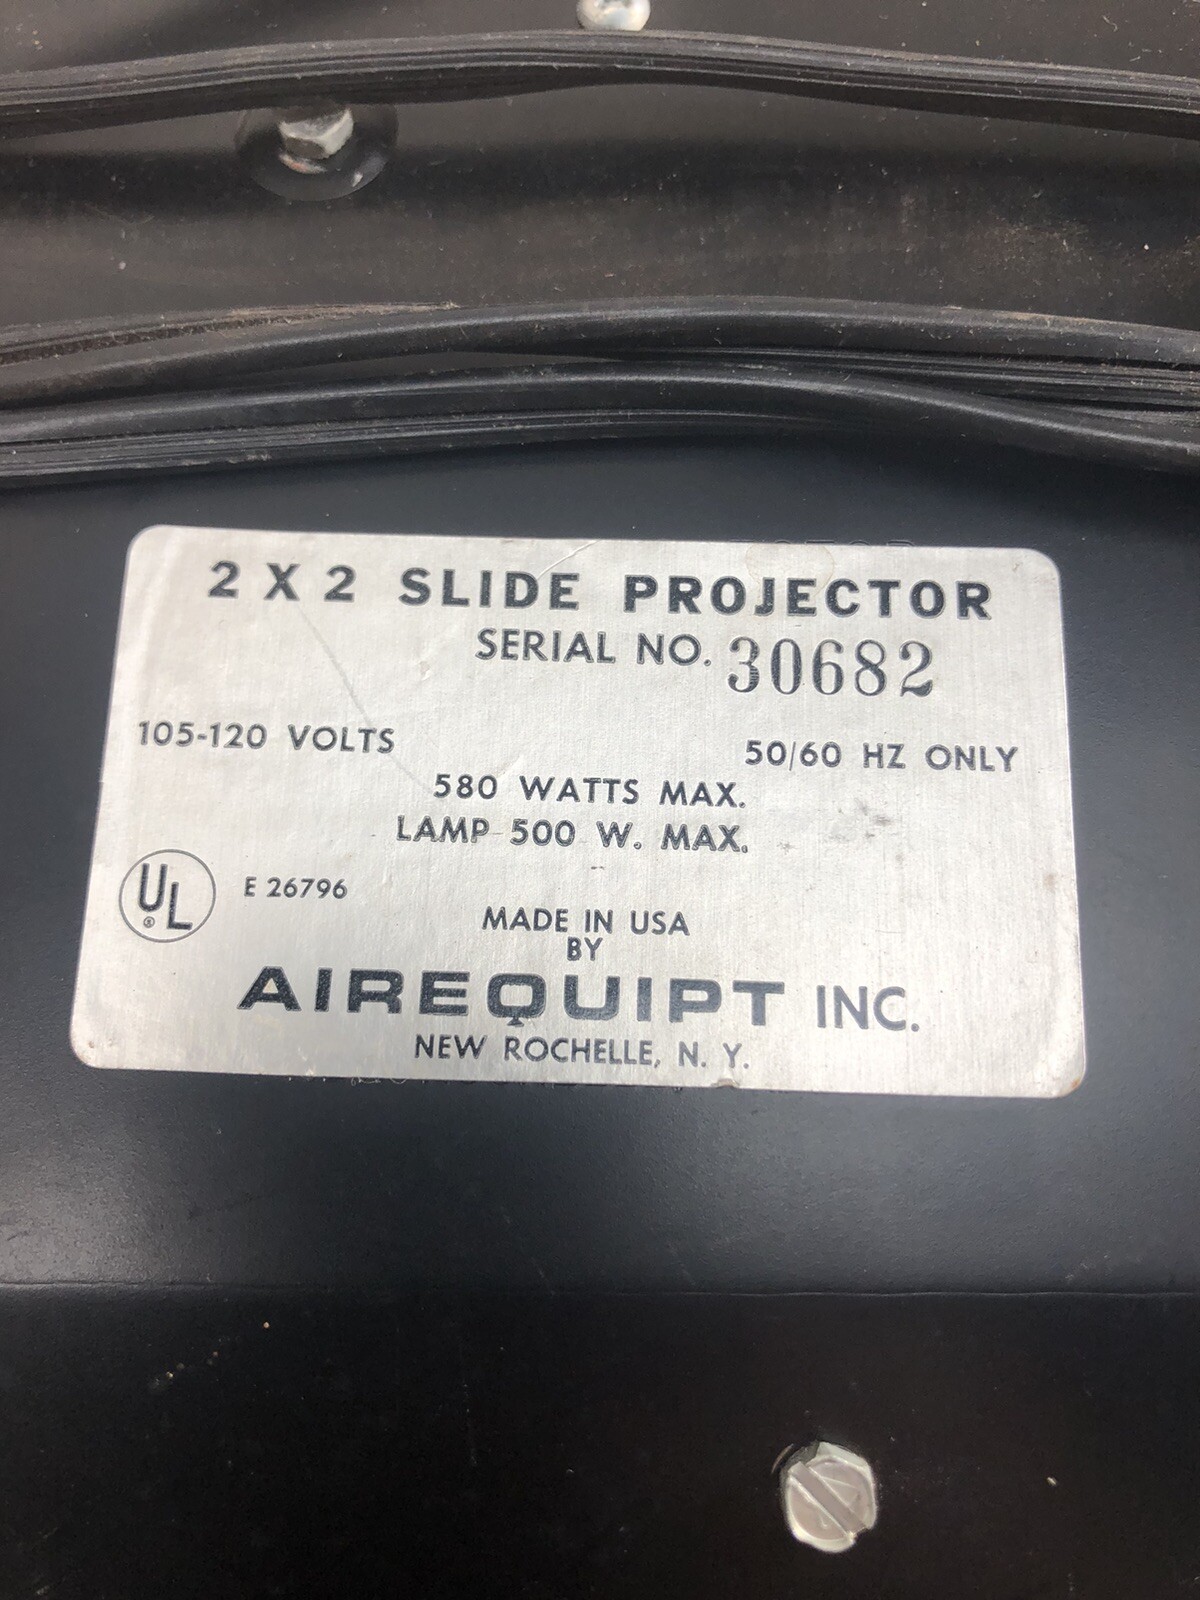 2 X 2 SLIDE PROJECTOR
SERIAL NO. 30682
105-120 VOLTS 50/60 HZ ONLY
580 WATTS MAX.
LAMP 500 W. MAX.
UL ® E 26796
MADE IN USA
BY
AIREQUIPT INC.
NEW ROCHELLE, N. Y.